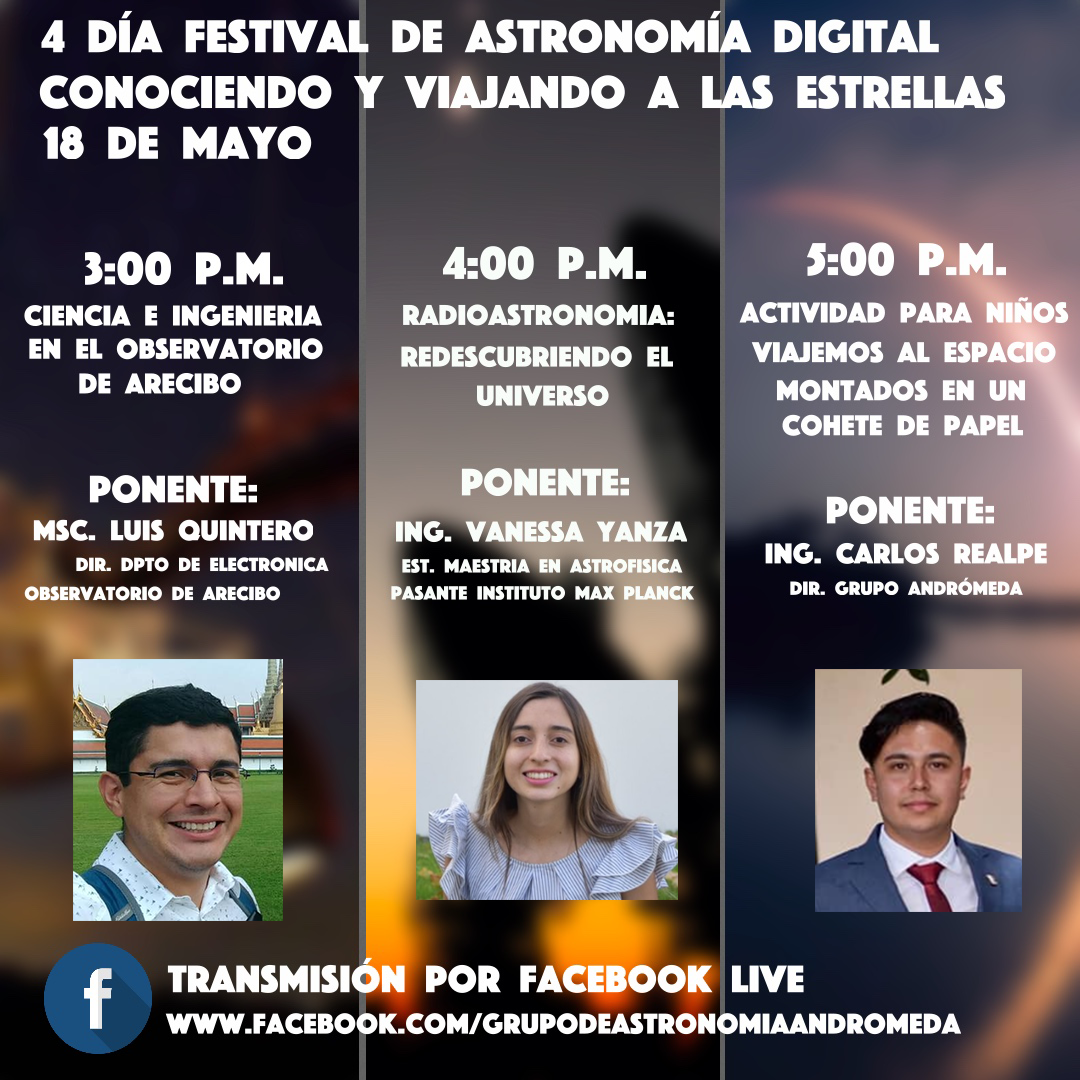 4 DÍA FESTIVAL DE ASTRONOMÍA DIGITAL
CONOCIENDO Y VIAJANDO A LAS ESTRELLAS
18 DE MAYO
3:00 P.M.
CIENCIA E INGENIERIA
EN EL OBSERVATORIO
DE ARECIBO
PONENTE:
MSC. LUIS QUINTERO
DIR. DPTO DE ELECTRONICA
OBSERVATORIO DE ARECIBO
4:00 P.M.
RADIOASTRONOMIA:
REDESCUBRIENDO EL
UNIVERSO
PONENTE:
ING. VANESSA YANZA
EST. MAESTRIA EN ASTROFISICA
PASANTE INSTITUTO MAX PLANCK
5:00 P.M.
ACTIVIDAD PARA NIÑOS
VIAJEMOS AL ESPACIO
MONTADOS EN UN
COHETE DE PAPEL
PONENTE:
ING. CARLOS REALPE
DIR. GRUPO ANDRÓMEDA
f
TRANSMISIÓN POR FACEBOOK LIVE
WWW.FACEBOOK.COM/GRUPODEASTRONOMIAANDROMEDA